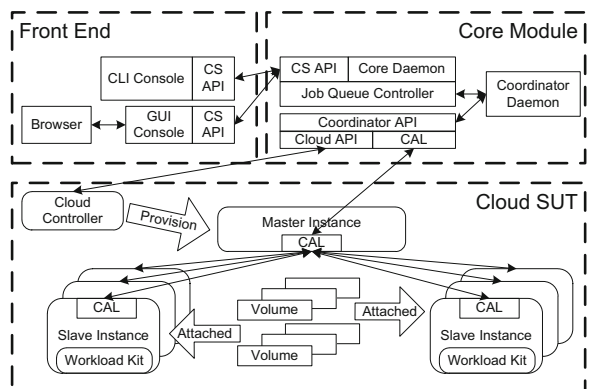 Front End
Core Module
CLI Console
CS API
CS API
Core Daemon
Job Queue Controller
Coordinator Daemon
Browser
GUI Console
CS API
Coordinator API
Cloud API
CAL
Cloud SUT
Cloud Controller
Provision
Master Instance
CAL
CAL
Slave Instance
Workload Kit
Attached
Volume
Volume
Attached
CAL
Slave Instance
Workload Kit